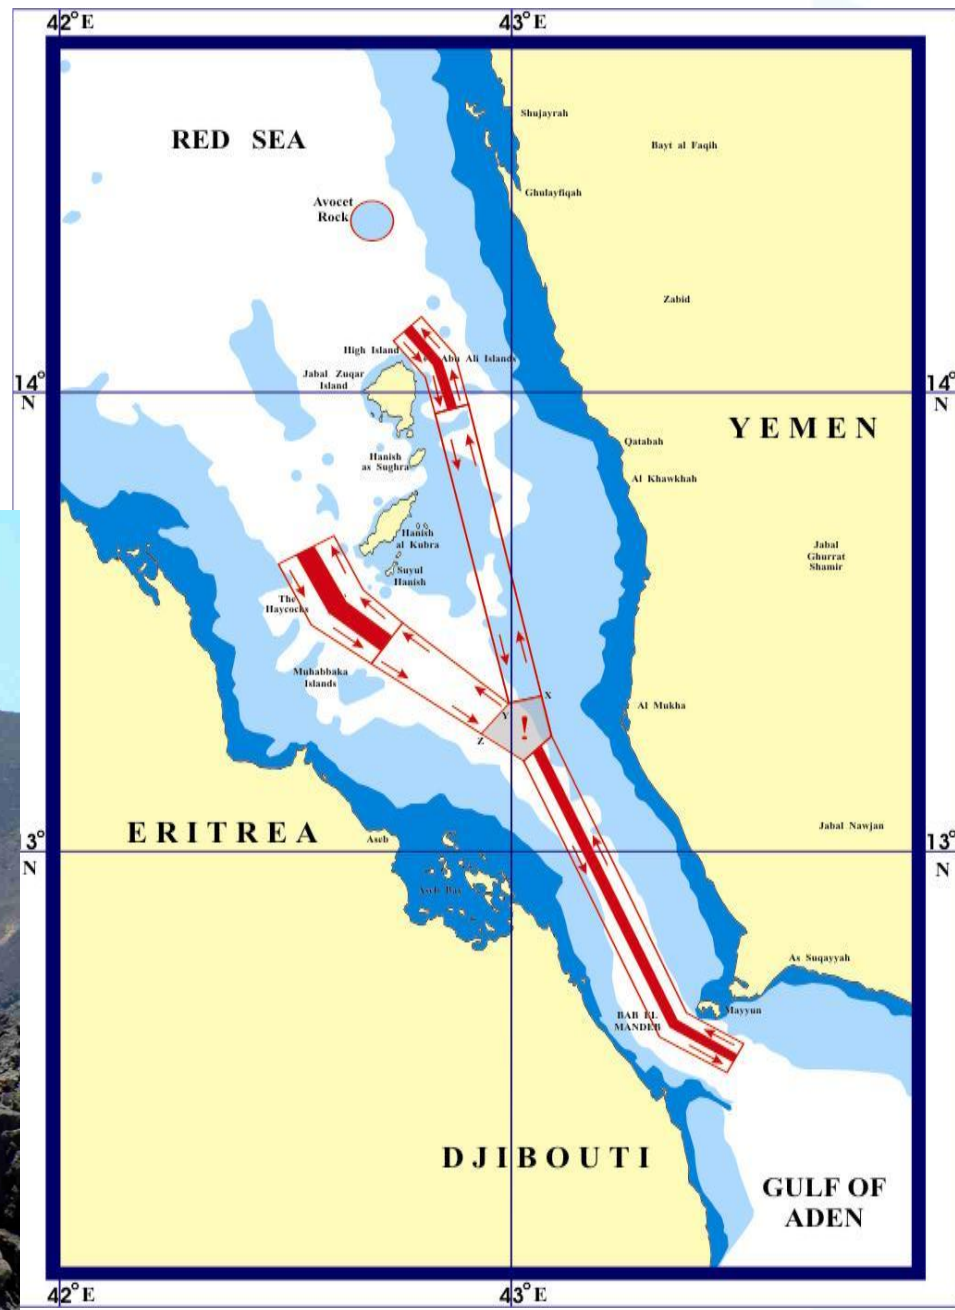 42°E
43°E
Shujayrah
RED SEA
Bayt al Faqih
Avocet
Rock
Ghulayfiqah
Zabid
High Island
Abu Ali Islands
Jabal Zuqar
Island
14°
N
14°
N
YEMEN
Qatabah
Hanish
as Sughra
Al Khawkhah
Hanish
al Kubra
Jabal
Ghurrat
Shamir
Suyul
Hanish
The
Haycocks
Muhabbaka
Islands
X
Al Mukha
Y
!
Z
ERITREA
Aseb
Jabal Nawjan
3°
N
13°
N
Aseb Bay
As Suqayyah
BAB EL
MANDEB
Mayyun
DJIBOUTI
GULF OF
ADEN
42°E
43°E